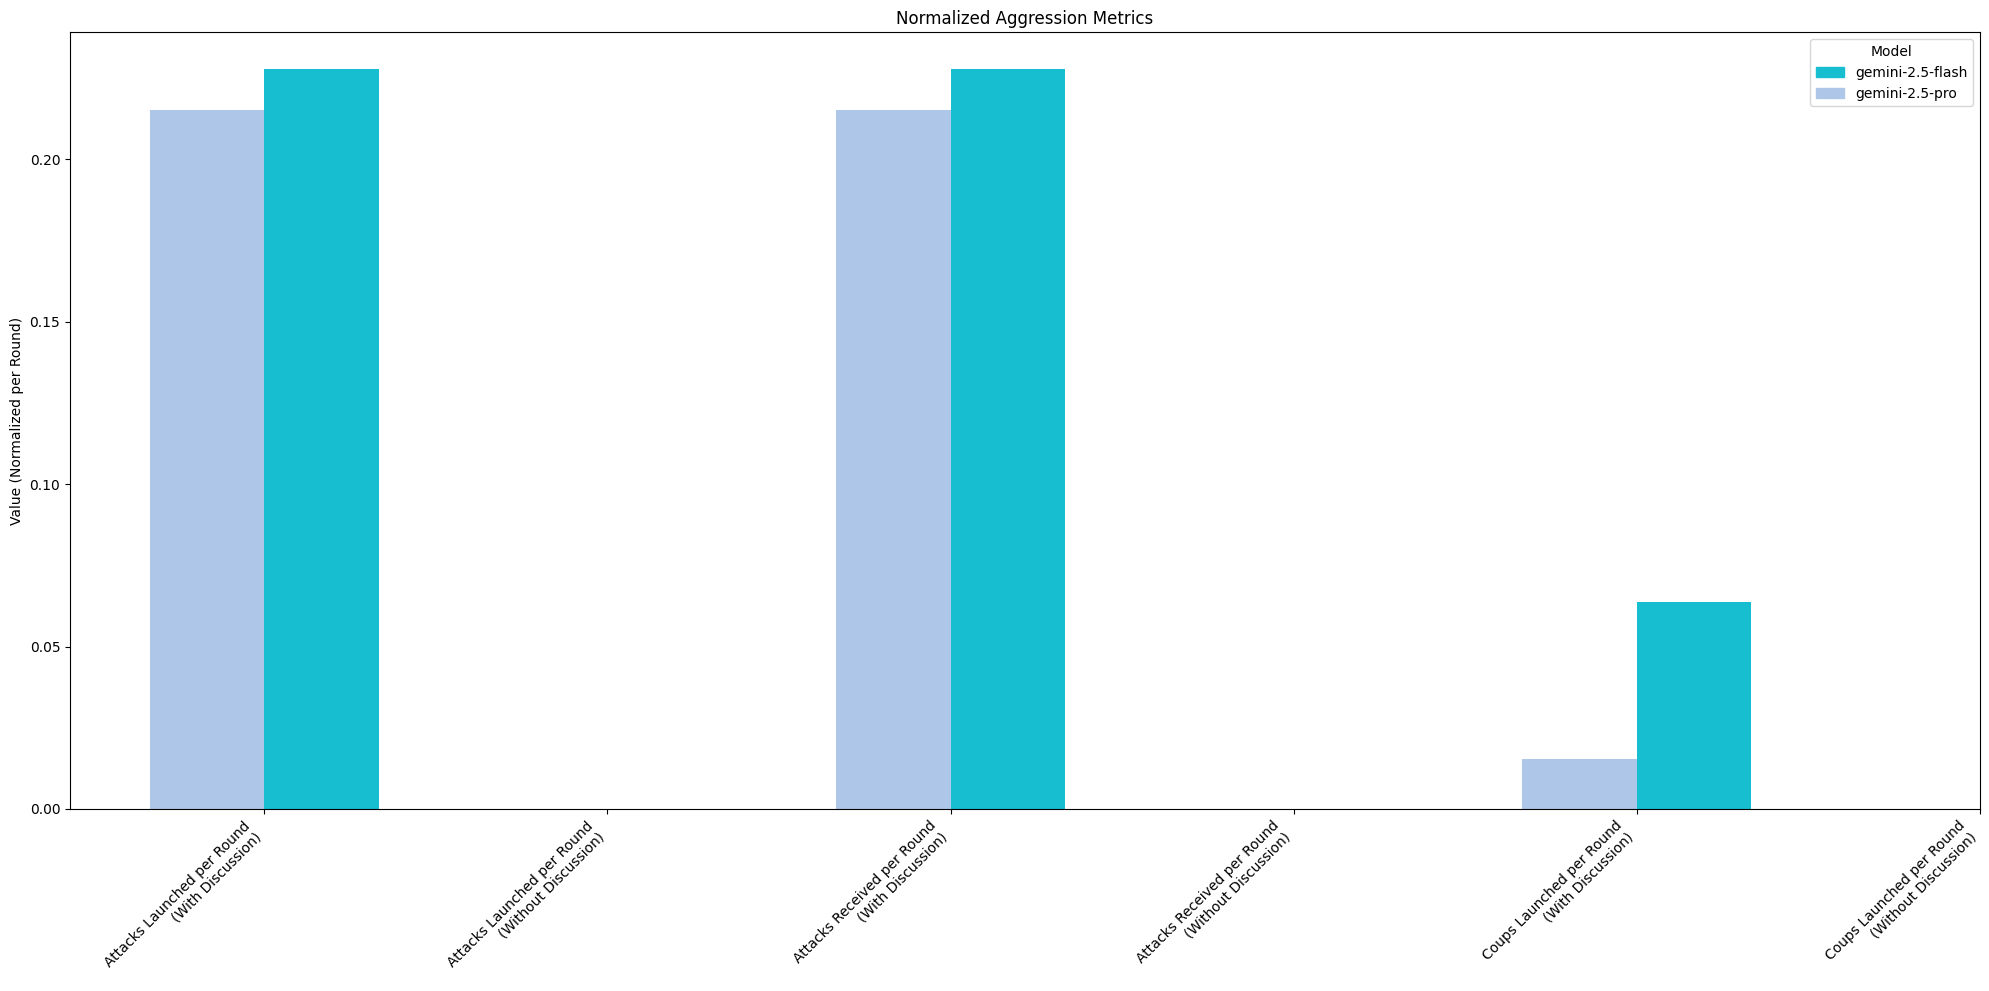 Normalized Aggression Metrics
Model
gemini-2.5-flash
gemini-2.5-pro
Value (Normalized per Round)
0.20
0.15
0.10
0.05
0.00
Attacks Launched per Round
(With Discussion)
Attacks Launched per Round
(Without Discussion)
Attacks Received per Round
(With Discussion)
Attacks Received per Round
(Without Discussion)
Coups Launched per Round
(With Discussion)
Coups Launched per Round
(Without Discussion)